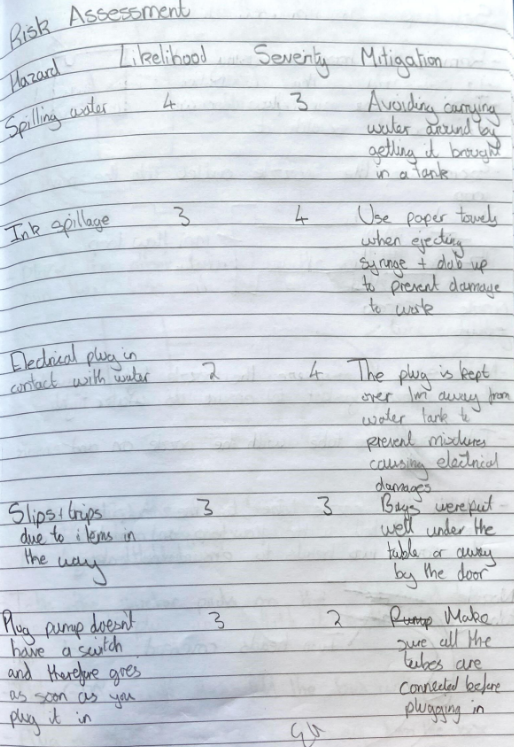 Risk Assessment
Hazard Likelihood Severity Mitigation
Spilling water 4 3 Avoiding carrying
water around by
getting it brought
in a tank
Ink spillage 3 4 Use paper towels
when ejecting
syringe + dab up
to prevent damage
to work
Electrical plug in
contact with water 2 4 The plug is kept
over 1m away from
water tank to
prevent mixtures
causing electrical
damages
Slips + trips 3 3 Bags were put
due to items in well under the
the way table or away
by the door
Plug pump doesn't 3 2 Pump Make
have a switch sure all the
and therefore goes tubes are
as soon as you connected before
plug it in plugging in